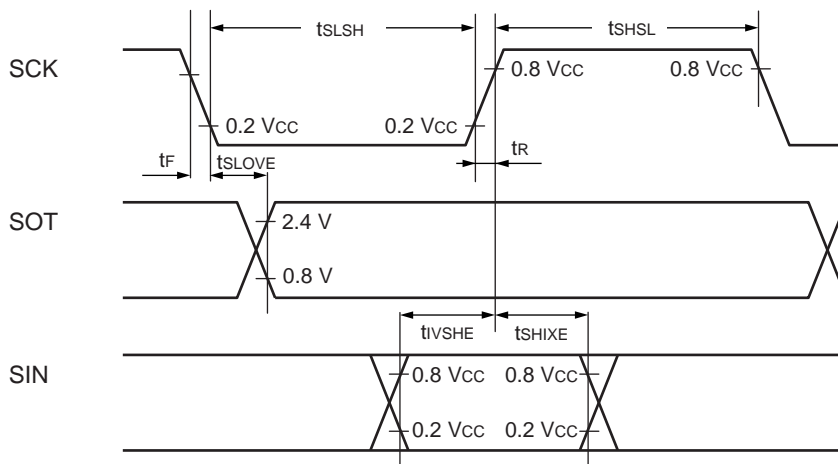 tSLSH tSHSL
SCK 0.8 VCC 0.8 VCC
0.2 VCC 0.2 VCC
tF tSLOVE tR
SOT 2.4 V
0.8 V
tIVSHE tSHIXE
SIN 0.8 VCC 0.8 VCC
0.2 VCC 0.2 VCC